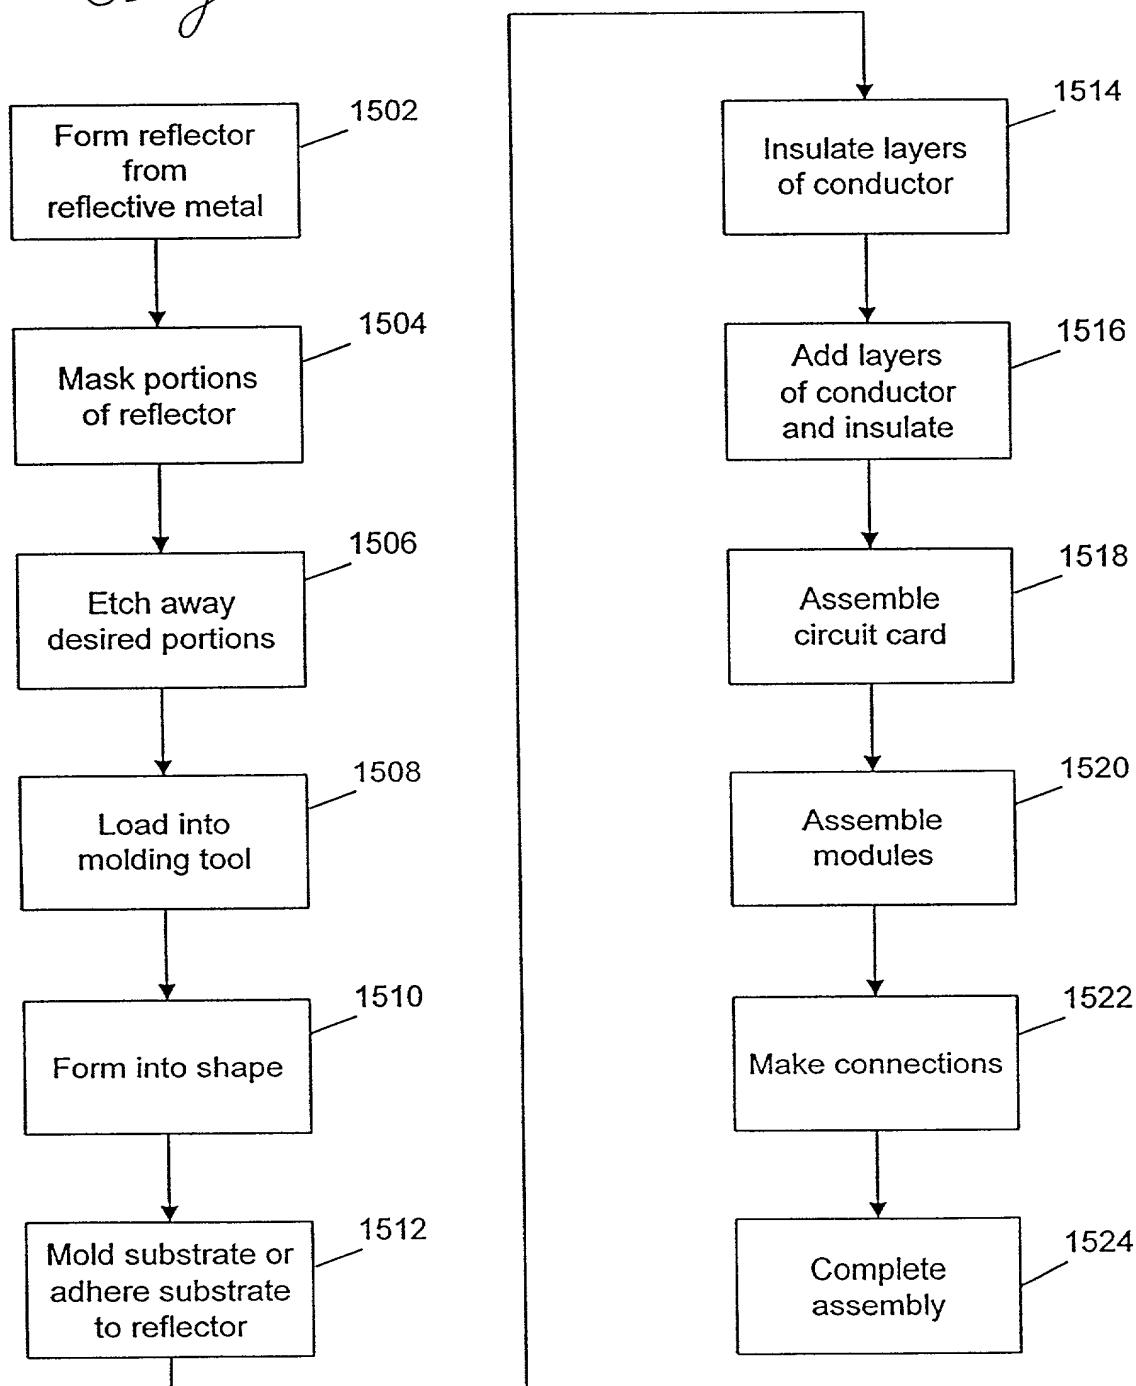 1502
Form reflector
from
reflective metal
1504
Mask portions
of reflector
1506
Etch away
desired portions
1508
Load into
molding tool
1510
Form into shape
1512
Mold substrate or
adhere substrate
to reflector
1514
Insulate layers
of conductor
1516
Add layers
of conductor
and insulate
1518
Assemble
circuit card
1520
Assemble
modules
1522
Make connections
1524
Complete
assembly